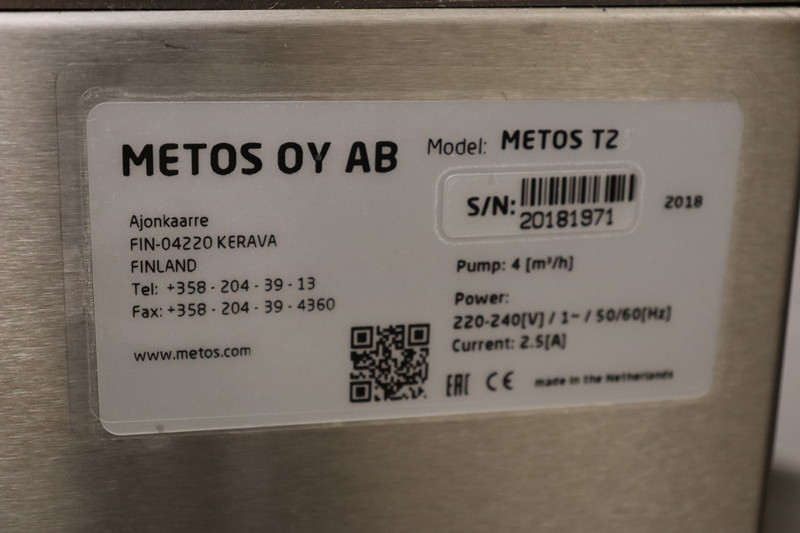 METOS OY AB
Ajonkaarre
FIN-04220 KERAVA
FINLAND
Tel: +358 - 204 - 39 - 13
Fax: +358 - 204 - 39 - 4360
www.metos.com
Model: METOS T2
S/N: 20181971
2018
Pump: 4 [m³/h]
Power:
220-240[V] / 1~ / 50/60[Hz]
Current: 2.5[A]
EAC CE made in the Netherlands